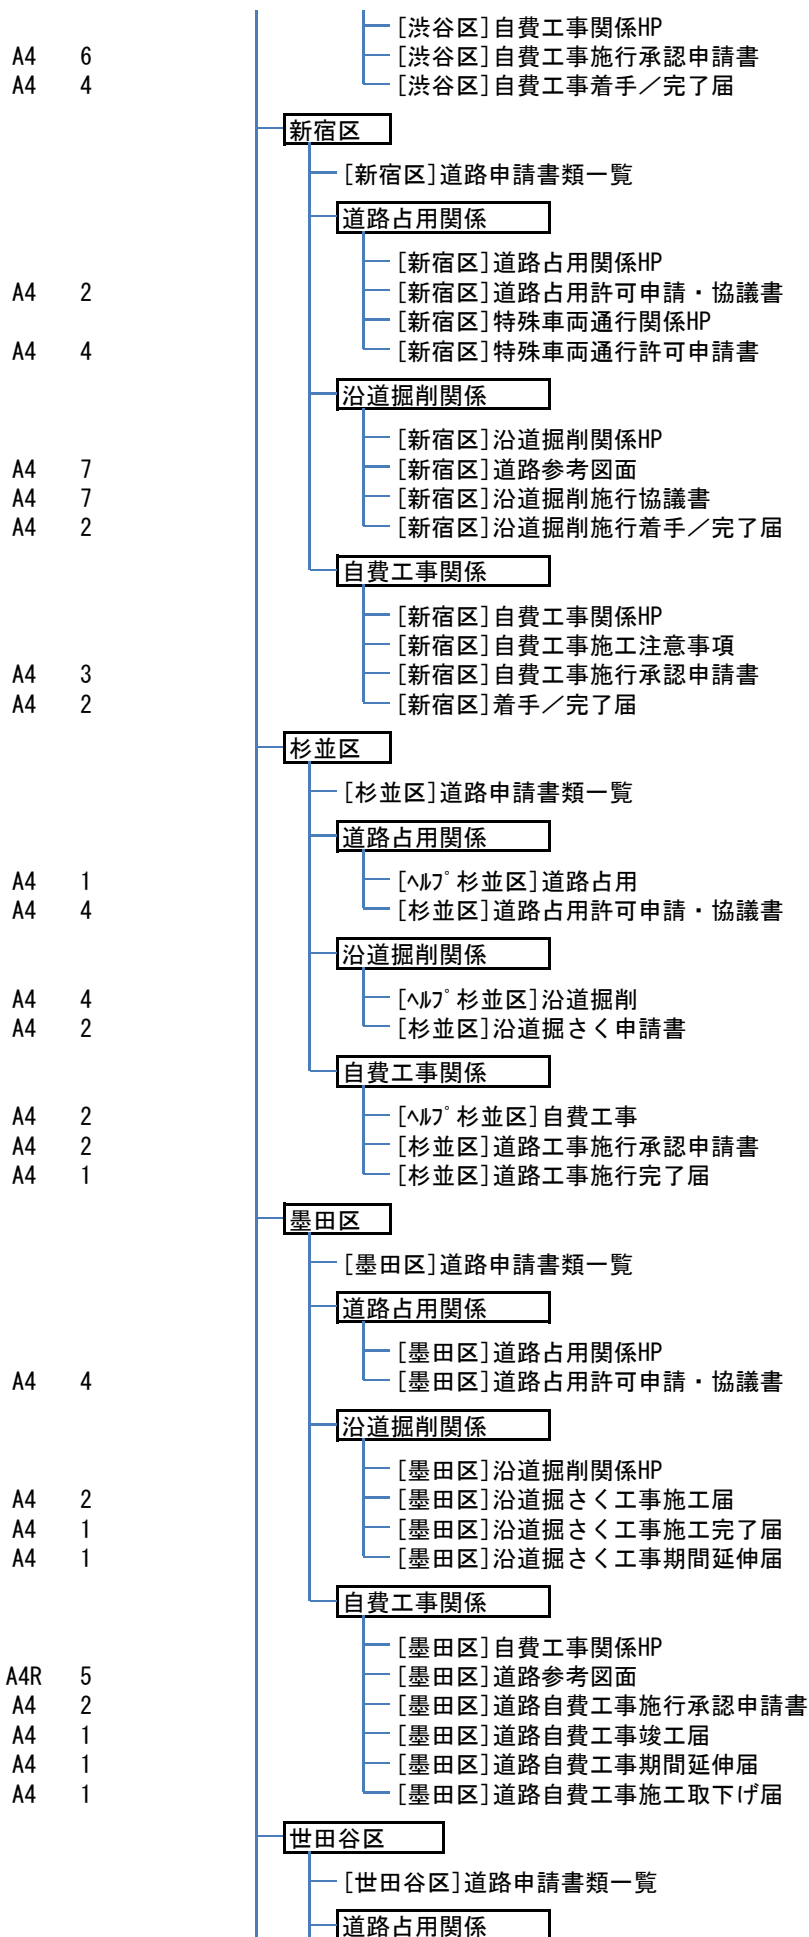 [渋谷区]自費工事関係HP
A4 6 [渋谷区]自費工事施行承認申請書
A4 4 [渋谷区]自費工事着手／完了届
新宿区
[新宿区]道路申請書類一覧
道路占用関係
[新宿区]道路占用関係HP
A4 2 [新宿区]道路占用許可申請・協議書
[新宿区]特殊車両通行関係HP
A4 4 [新宿区]特殊車両通行許可申請書
沿道掘削関係
[新宿区]沿道掘削関係HP
A4 7 [新宿区]道路参考図面
A4 7 [新宿区]沿道掘削施行協議書
A4 2 [新宿区]沿道掘削施行着手／完了届
自費工事関係
[新宿区]自費工事関係HP
[新宿区]自費工事施工注意事項
A4 3 [新宿区]自費工事施行承認申請書
A4 2 [新宿区]着手／完了届
杉並区
[杉並区]道路申請書類一覧
道路占用関係
A4 1 [ﾍﾙﾌﾟ杉並区]道路占用
A4 4 [杉並区]道路占用許可申請・協議書
沿道掘削関係
A4 4 [ﾍﾙﾌﾟ杉並区]沿道掘削
A4 2 [杉並区]沿道掘さく申請書
自費工事関係
A4 2 [ﾍﾙﾌﾟ杉並区]自費工事
A4 2 [杉並区]道路工事施行承認申請書
A4 1 [杉並区]道路工事施行完了届
墨田区
[墨田区]道路申請書類一覧
道路占用関係
[墨田区]道路占用関係HP
A4 4 [墨田区]道路占用許可申請・協議書
沿道掘削関係
[墨田区]沿道掘削関係HP
A4 2 [墨田区]沿道掘さく工事施工届
A4 1 [墨田区]沿道掘さく工事施工完了届
A4 1 [墨田区]沿道掘さく工事期間延伸届
自費工事関係
[墨田区]自費工事関係HP
A4R 5 [墨田区]道路参考図面
A4 2 [墨田区]道路自費工事施行承認申請書
A4 1 [墨田区]道路自費工事竣工届
A4 1 [墨田区]道路自費工事期間延伸届
A4 1 [墨田区]道路自費工事施工取下げ届
世田谷区
[世田谷区]道路申請書類一覧
道路占用関係